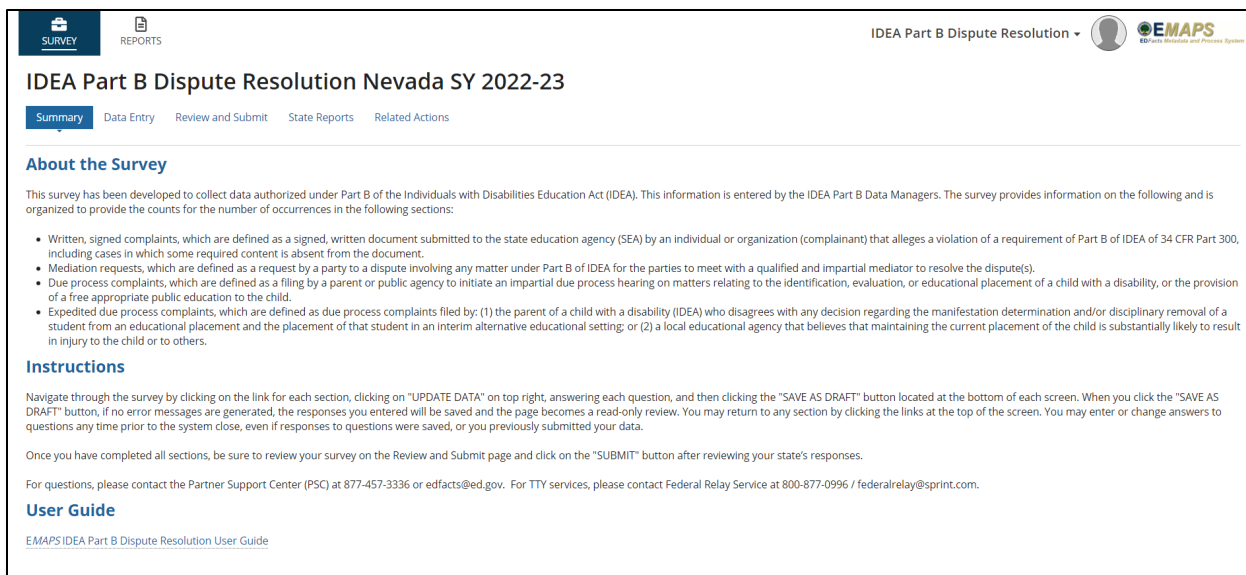 SURVEY
REPORTS
IDEA Part B Dispute Resolution
EMAPS
EDFacts Metadata and Process System
IDEA Part B Dispute Resolution Nevada SY 2022-23
Summary Data Entry Review and Submit State Reports Related Actions
About the Survey
This survey has been developed to collect data authorized under Part B of the Individuals with Disabilities Education Act (IDEA). This information is entered by the IDEA Part B Data Managers. The survey provides information on the following and is
organized to provide the counts for the number of occurrences in the following sections:
• Written, signed complaints, which are defined as a signed, written document submitted to the state education agency (SEA) by an individual or organization (complainant) that alleges a violation of a requirement of Part B of IDEA of 34 CFR Part 300,
including cases in which some required content is absent from the document.
• Mediation requests, which are defined as a request by a party to a dispute involving any matter under Part B of IDEA for the parties to meet with a qualified and impartial mediator to resolve the dispute(s).
• Due process complaints, which are defined as a filing by a parent or public agency to initiate an impartial due process hearing on matters relating to the identification, evaluation, or educational placement of a child with a disability, or the provision
of a free appropriate public education to the child.
• Expedited due process complaints, which are defined as due process complaints filed by: (1) the parent of a child with a disability (IDEA) who disagrees with any decision regarding the manifestation determination and/or disciplinary removal of a
student from an educational placement and the placement of that student in an interim alternative educational setting; or (2) a local educational agency that believes that maintaining the current placement of the child is substantially likely to result
in injury to the child or to others.
Instructions
Navigate through the survey by clicking on the link for each section, clicking on "UPDATE DATA" on top right, answering each question, and then clicking the "SAVE AS DRAFT" button located at the bottom of each screen. When you click the "SAVE AS
DRAFT" button, if no error messages are generated, the responses you entered will be saved and the page becomes a read-only review. You may return to any section by clicking the links at the top of the screen. You may enter or change answers to
questions any time prior to the system close, even if responses to questions were saved, or you previously submitted your data.
Once you have completed all sections, be sure to review your survey on the Review and Submit page and click on the "SUBMIT" button after reviewing your state's responses.
For questions, please contact the Partner Support Center (PSC) at 877-457-3336 or edfacts@ed.gov. For TTY services, please contact Federal Relay Service at 800-877-0996 / federalrelay@sprint.com.
User Guide
EMAPS IDEA Part B Dispute Resolution User Guide